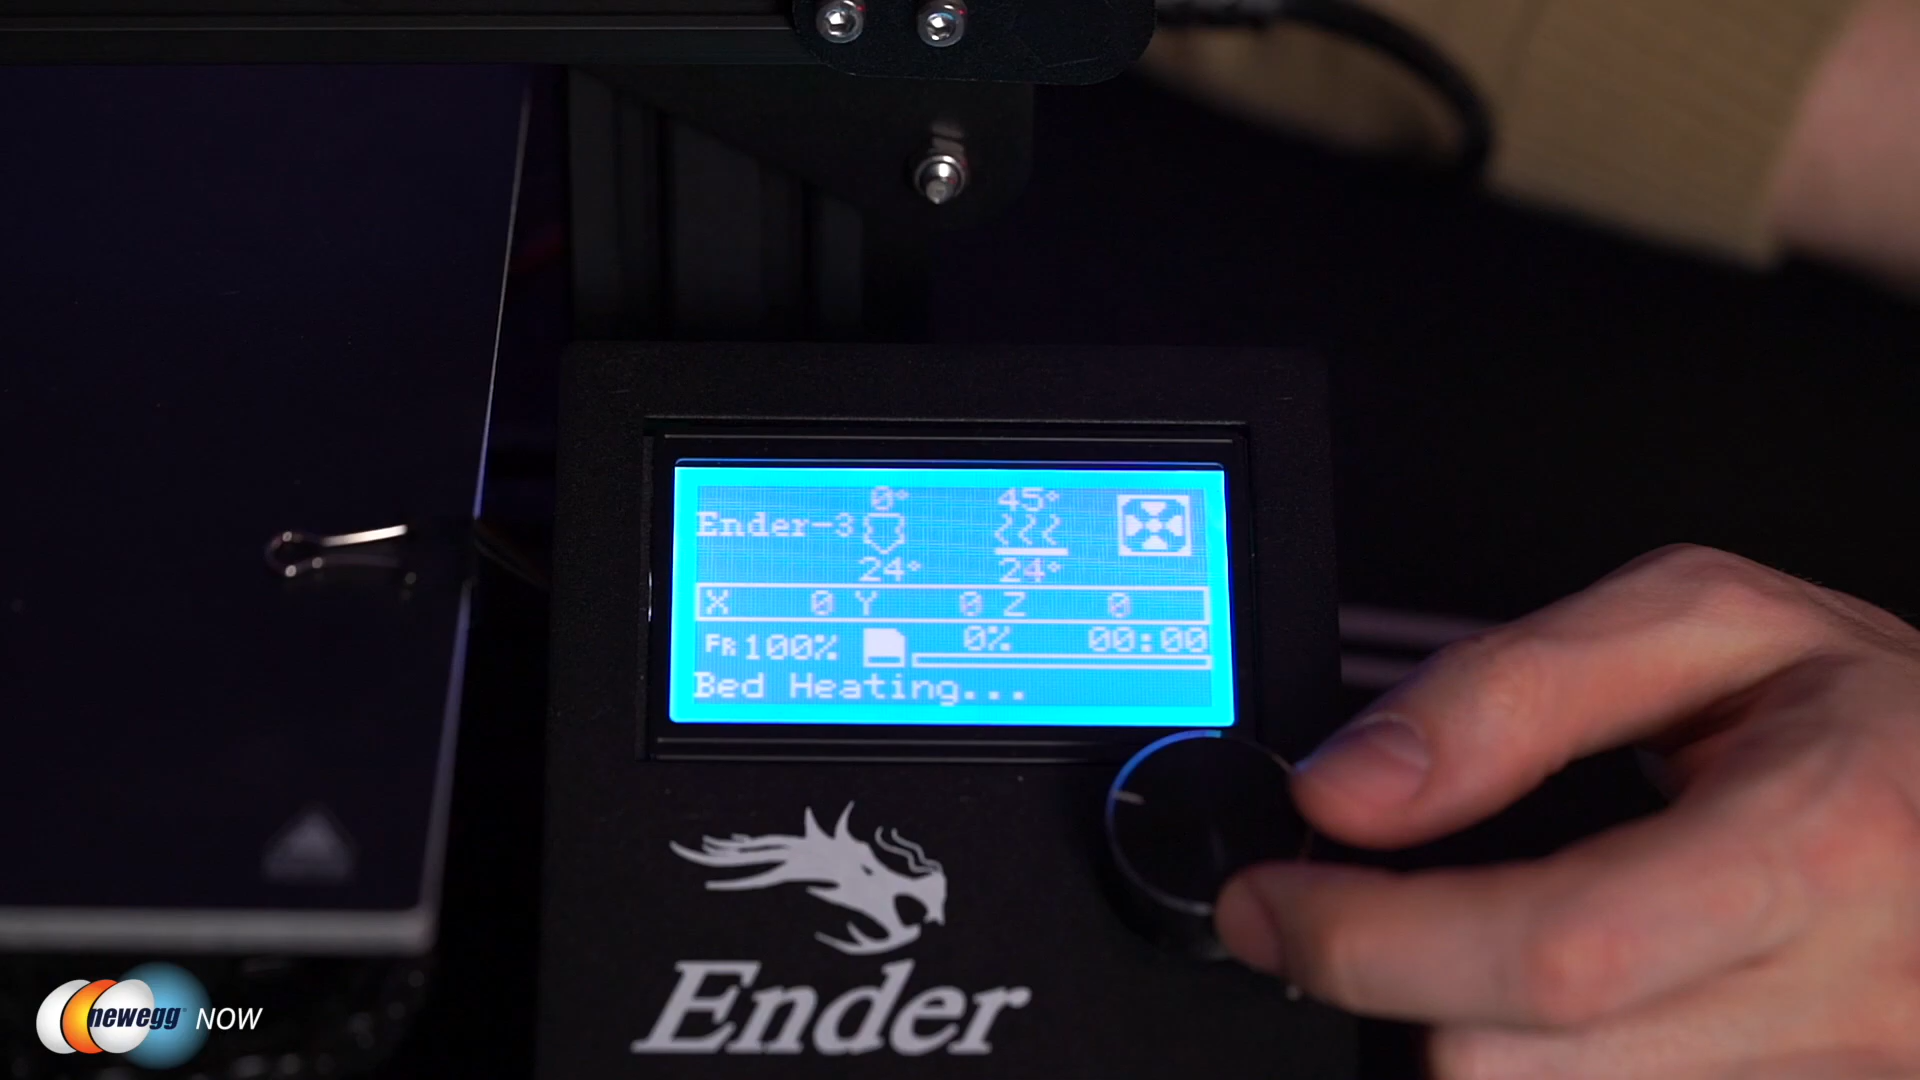 0° 45°
Ender-3
24° 24°
X 0 Y 0 Z 0
FR 100% 0% 00:00
Bed Heating...
Ender
newegg NOW